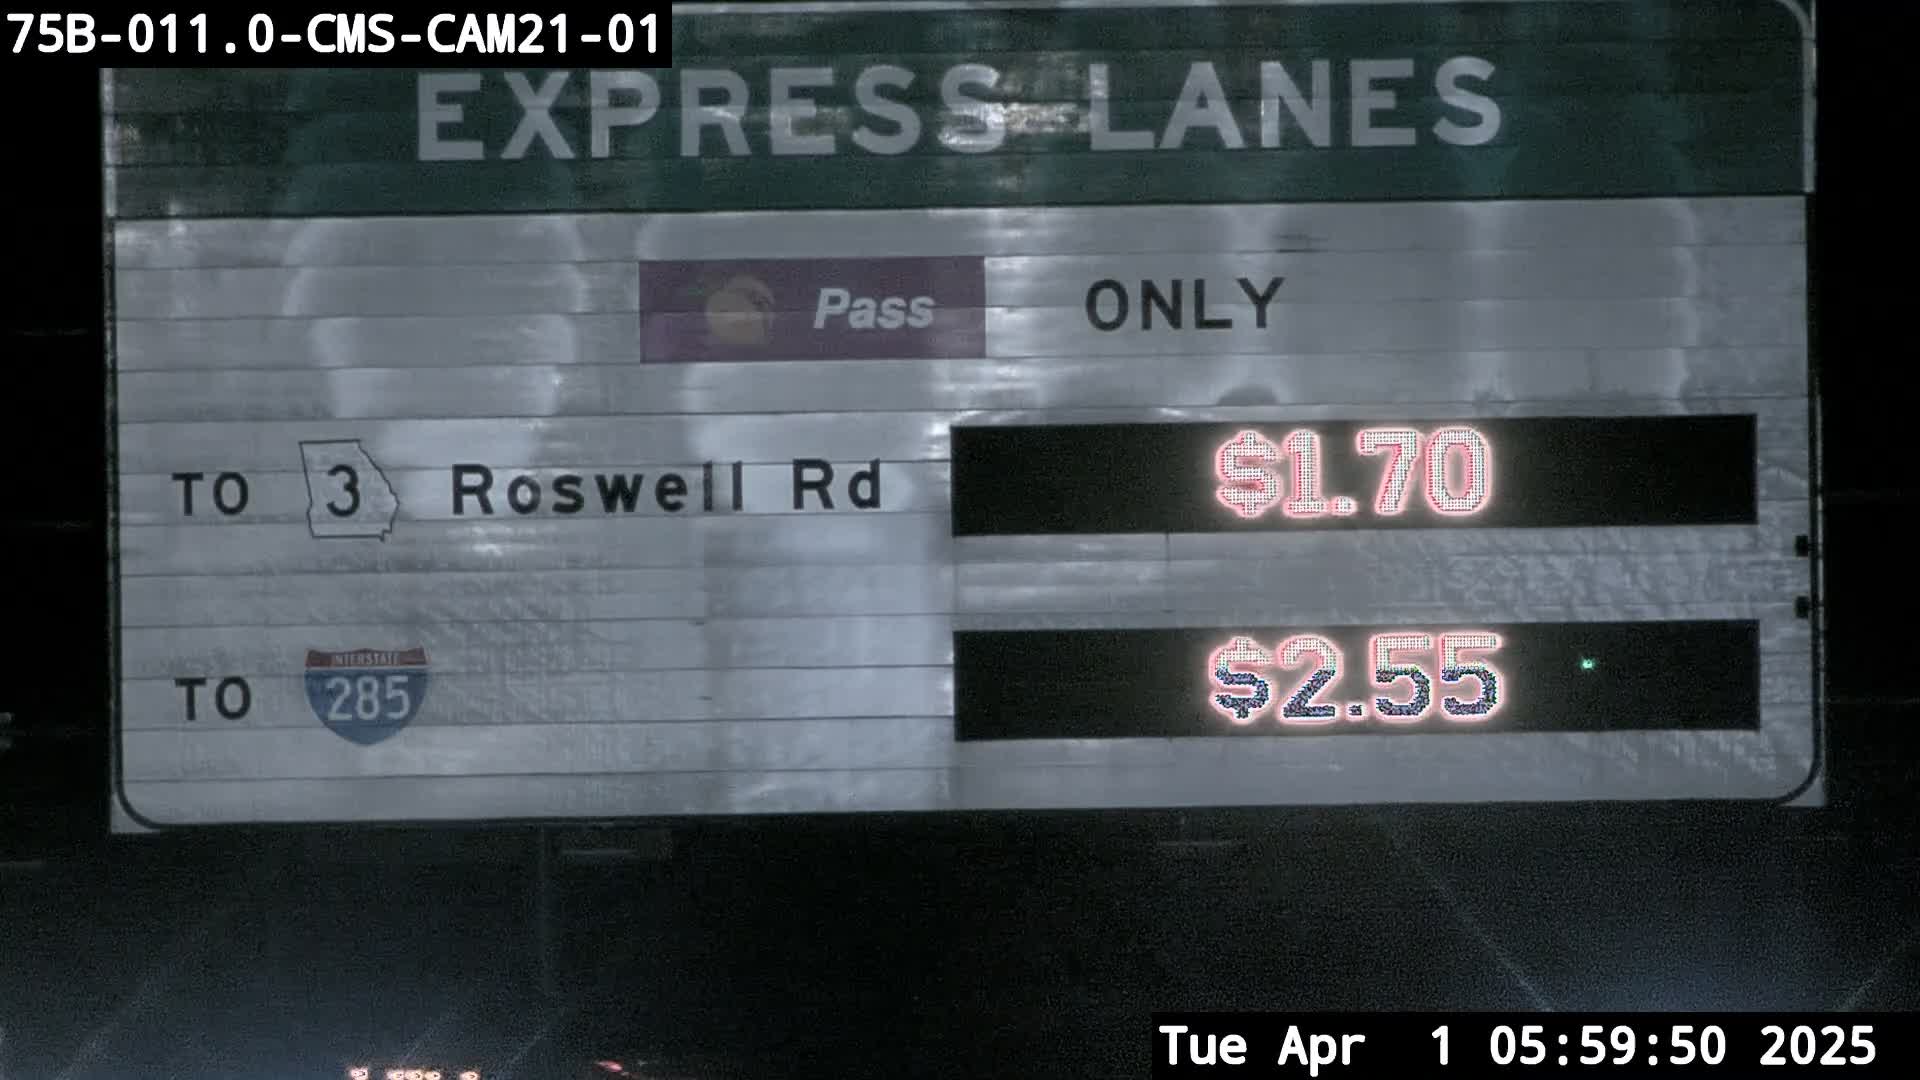 75B-011.0-CMS-CAM21-01
EXPRESS LANES
Pass ONLY
TO 3 Roswell Rd $1.70
INTERSTATE
TO 285 $2.55
Tue Apr 1 05:59:50 2025